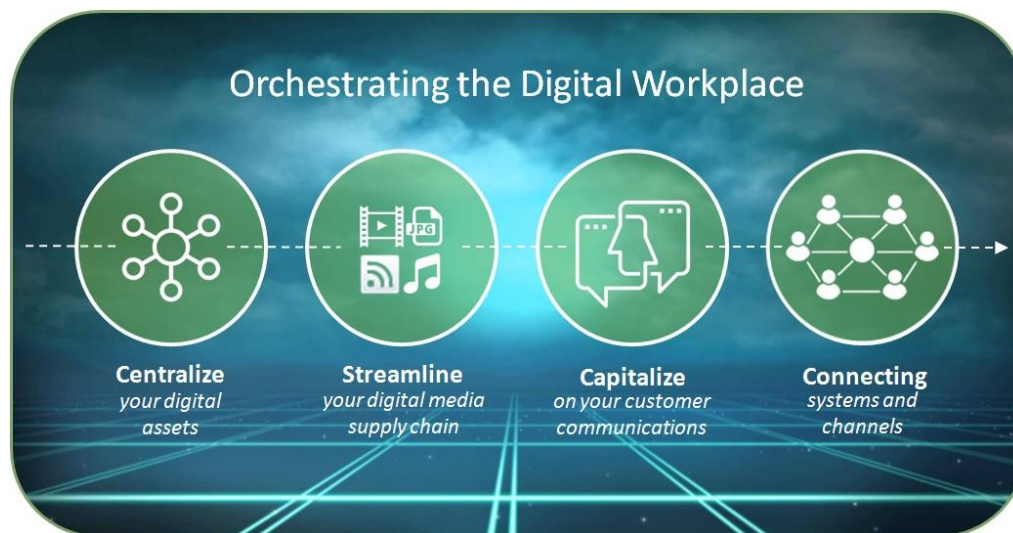 Orchestrating the Digital Workplace
JPG
Centralize
your digital
assets
Streamline
your digital media
supply chain
Capitalize
on your customer
communications
Connecting
systems and
channels